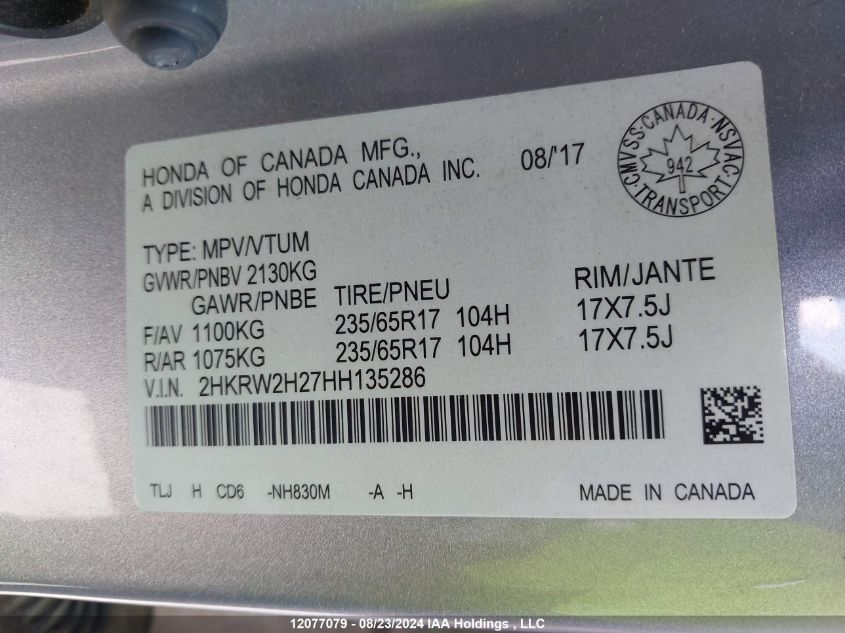 HONDA OF CANADA MFG., 08/'17
A DIVISION OF HONDA CANADA INC.
CMVSS · CANADA · NSVAC
942
TRANSPORT
TYPE: MPV/VTUM
GVWR/PNBV 2130KG
GAWR/PNBE TIRE/PNEU RIM/JANTE
F/AV 1100KG 235/65R17 104H 17X7.5J
R/AR 1075KG 235/65R17 104H 17X7.5J
V.I.N. 2HKRW2H27HH135286
TLJ H CD6 -NH830M -A -H MADE IN CANADA
12077079 - 08/23/2024 IAA Holdings , LLC